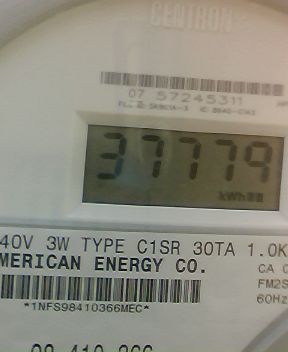 CENTRON
07 57245311
37779
kWh
40V 3W TYPE C1SR 30TA 1.0K
MERICAN ENERGY CO.
CA 0
FM2S
60Hz
*1NFS98410366MEC*